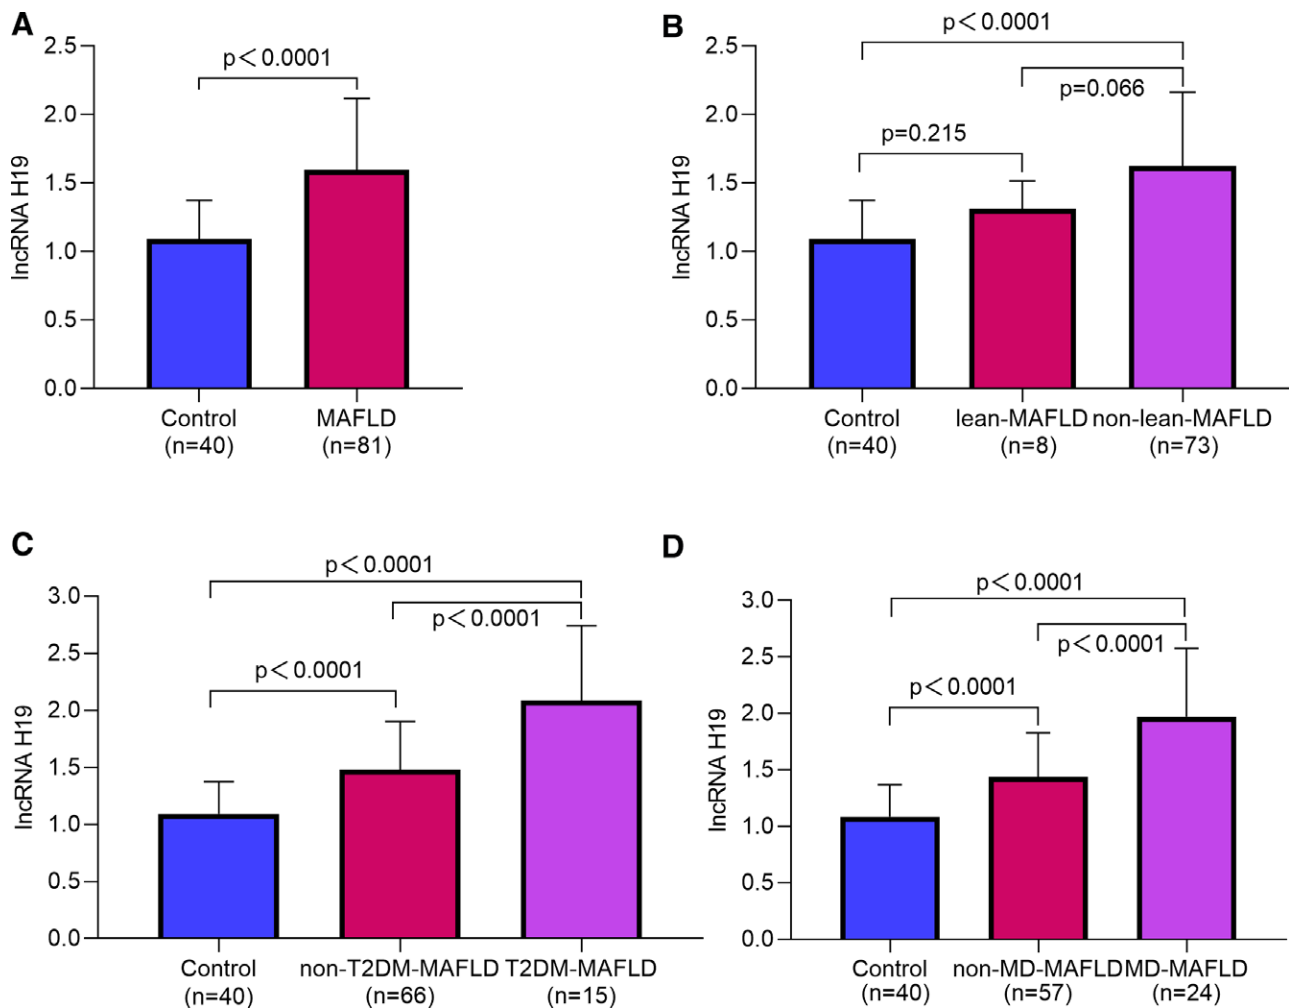 A
p<0.0001
2.5
2.0
1.5
1.0
0.5
0.0
lncRNA H19
Control
(n=40)
MAFLD
(n=81)
B
p<0.0001
p=0.066
p=0.215
2.5
2.0
1.5
1.0
0.5
0.0
lncRNA H19
Control
(n=40)
lean-MAFLD
(n=8)
non-lean-MAFLD
(n=73)
C
p<0.0001
p<0.0001
p<0.0001
3.0
2.5
2.0
1.5
1.0
0.5
0.0
lncRNA H19
Control
(n=40)
non-T2DM-MAFLD
(n=66)
T2DM-MAFLD
(n=15)
D
p<0.0001
p<0.0001
p<0.0001
3.0
2.5
2.0
1.5
1.0
0.5
0.0
lncRNA H19
Control
(n=40)
non-MD-MAFLD
(n=57)
MD-MAFLD
(n=24)